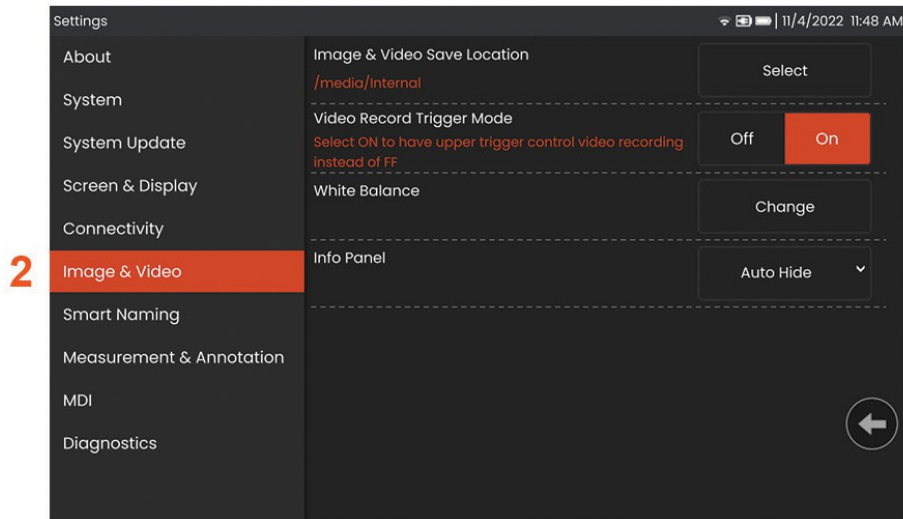 Settings
11/4/2022 11:48 AM
About
System
System Update
Screen & Display
Connectivity
2
Image & Video
Smart Naming
Measurement & Annotation
MDI
Diagnostics
Image & Video Save Location
/media/Internal
Select
Video Record Trigger Mode
Select ON to have upper trigger control video recording
instead of FF
Off
On
White Balance
Change
Info Panel
Auto Hide